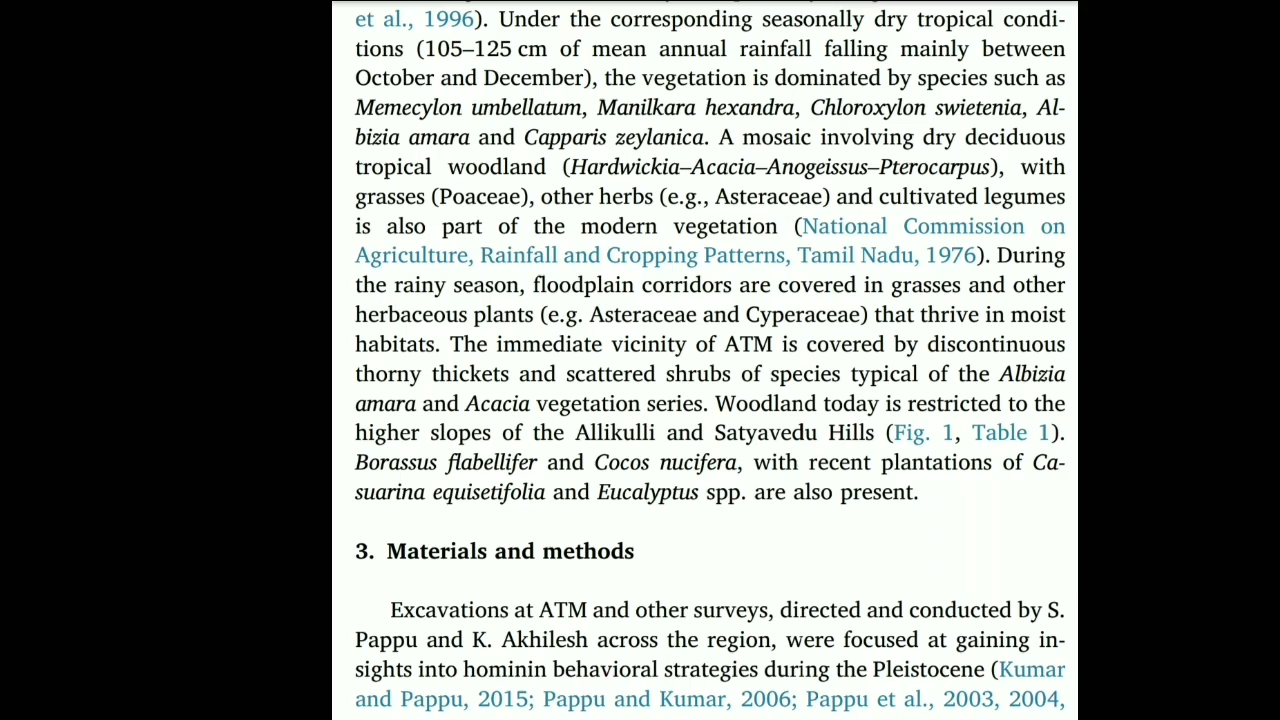 et al., 1996). Under the corresponding seasonally dry tropical condi-
tions (105–125 cm of mean annual rainfall falling mainly between
October and December), the vegetation is dominated by species such as
Memecylon umbellatum, Manilkara hexandra, Chloroxylon swietenia, Al-
bizia amara and Capparis zeylanica. A mosaic involving dry deciduous
tropical woodland (Hardwickia–Acacia–Anogeissus–Pterocarpus), with
grasses (Poaceae), other herbs (e.g., Asteraceae) and cultivated legumes
is also part of the modern vegetation (National Commission on
Agriculture, Rainfall and Cropping Patterns, Tamil Nadu, 1976). During
the rainy season, floodplain corridors are covered in grasses and other
herbaceous plants (e.g. Asteraceae and Cyperaceae) that thrive in moist
habitats. The immediate vicinity of ATM is covered by discontinuous
thorny thickets and scattered shrubs of species typical of the Albizia
amara and Acacia vegetation series. Woodland today is restricted to the
higher slopes of the Allikulli and Satyavedu Hills (Fig. 1, Table 1).
Borassus flabellifer and Cocos nucifera, with recent plantations of Ca-
suarina equisetifolia and Eucalyptus spp. are also present.
3. Materials and methods
Excavations at ATM and other surveys, directed and conducted by S.
Pappu and K. Akhilesh across the region, were focused at gaining in-
sights into hominin behavioral strategies during the Pleistocene (Kumar
and Pappu, 2015; Pappu and Kumar, 2006; Pappu et al., 2003, 2004,